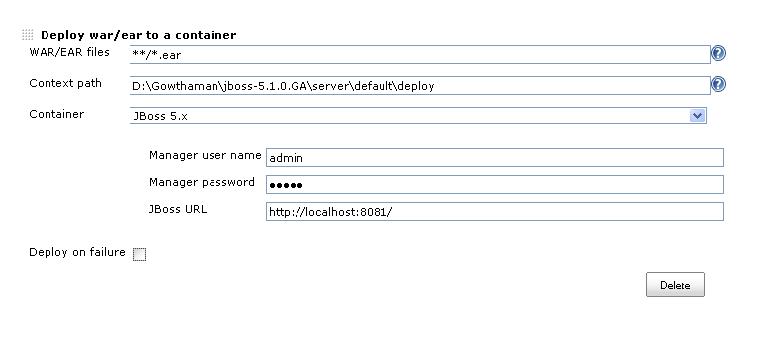 Deploy war/ear to a container
WAR/EAR files **/*.ear
Context path D:\Gowthaman\jboss-5.1.0.GA\server\default\deploy
Container JBoss 5.x
Manager user name admin
Manager password •••••
JBoss URL http://localhost:8081/
Deploy on failure
Delete